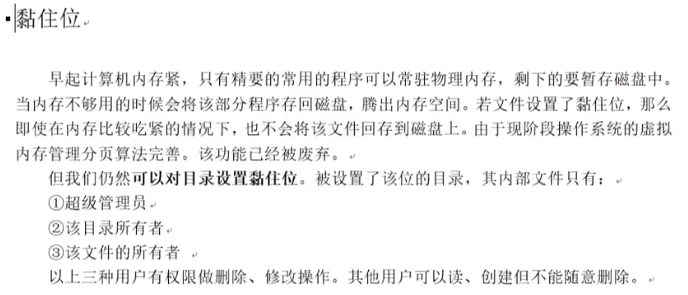 黏住位
早起计算机内存紧，只有精要的常用的程序可以常驻物理内存，剩下的要暂存磁盘中。
当内存不够用的时候会将该部分程序存回磁盘，腾出内存空间。若文件设置了黏住位，那么
即使在内存比较吃紧的情况下，也不会将该文件回存到磁盘上。由于现阶段操作系统的虚拟
内存管理分页算法完善。该功能已经被废弃。
但我们仍然可以对目录设置黏住位。被设置了该位的目录，其内部文件只有：
①超级管理员
②该目录所有者
③该文件的所有者
以上三种用户有权限做删除、修改操作。其他用户可以读、创建但不能随意删除。